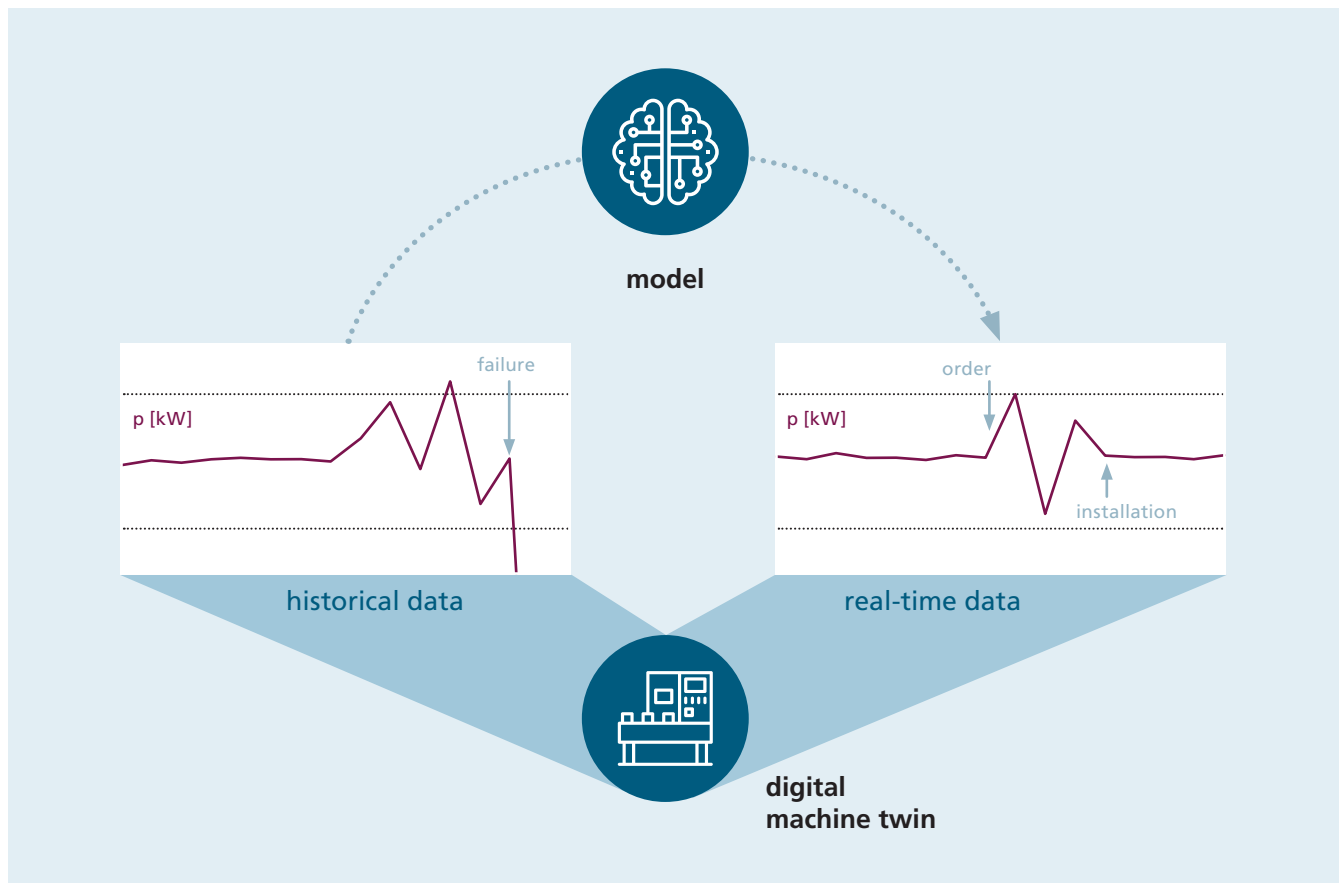 model
failure
p [kW]
historical data
order
p [kW]
installation
real-time data
digital
machine twin